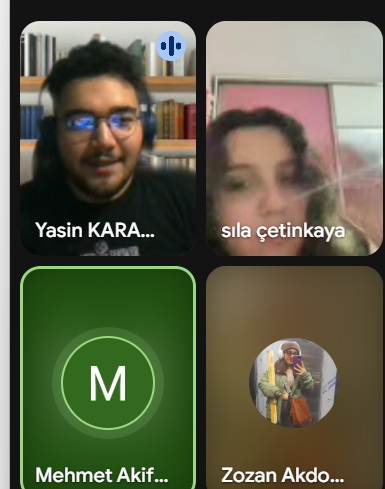 Yasin KARA...
sıla çetinkaya
M
Mehmet Akif...
Zozan Akdo...